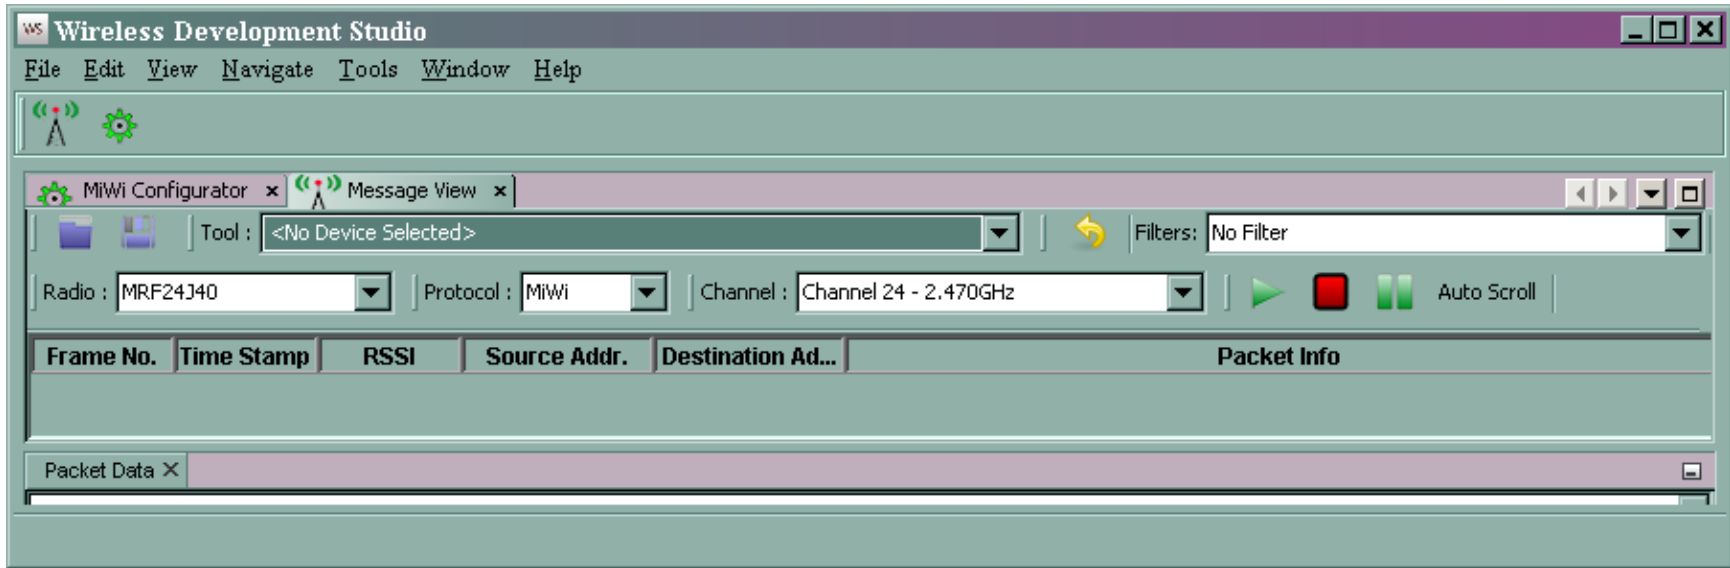 WS Wireless Development Studio
File Edit View Navigate Tools Window Help
MiWi Configurator Message View
Tool : <No Device Selected> Filters: No Filter
Radio : MRF24J40 Protocol : MiWi Channel : Channel 24 - 2.470GHz Auto Scroll
Frame No. Time Stamp RSSI Source Addr. Destination Ad... Packet Info
Packet Data